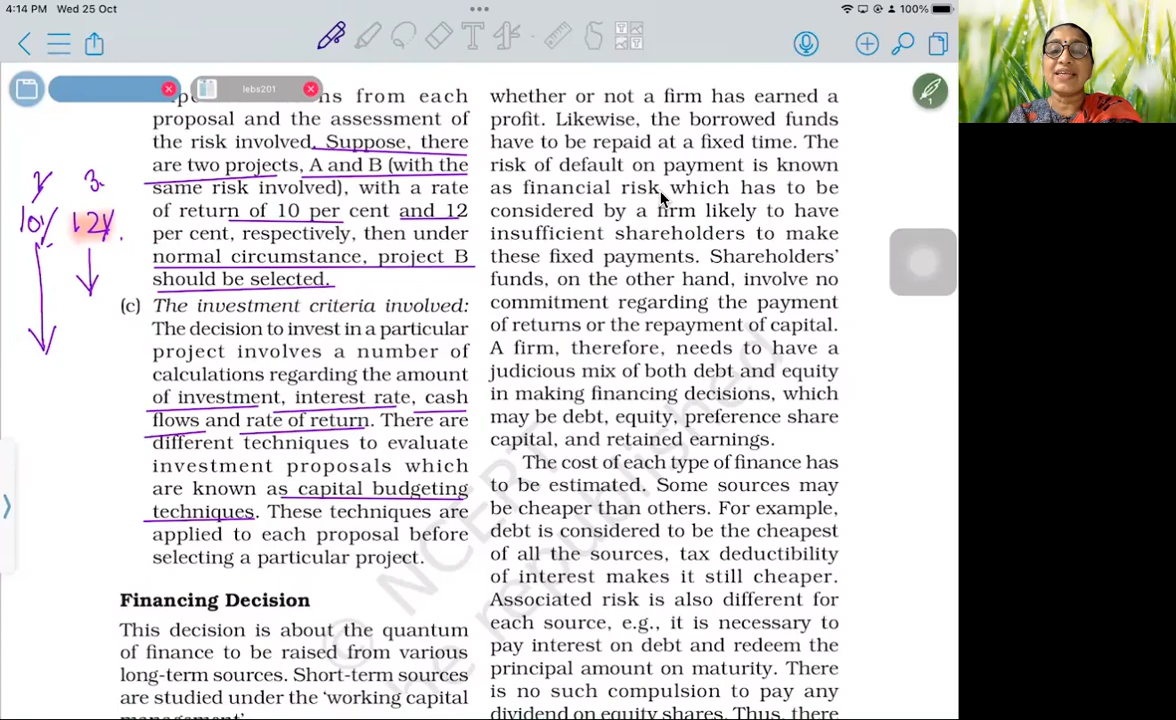 4:14 PM Wed 25 Oct
100%
lebs201
ns from each
proposal and the assessment of
the risk involved. Suppose, there
are two projects, A and B (with the
same risk involved), with a rate
of return of 10 per cent and 12
per cent, respectively, then under
normal circumstance, project B
should be selected.
10%
12%
(c) The investment criteria involved:
The decision to invest in a particular
project involves a number of
calculations regarding the amount
of investment, interest rate, cash
flows and rate of return. There are
different techniques to evaluate
investment proposals which
are known as capital budgeting
techniques. These techniques are
applied to each proposal before
selecting a particular project.
Financing Decision
This decision is about the quantum
of finance to be raised from various
long-term sources. Short-term sources
are studied under the ‘working capital
management’.
whether or not a firm has earned a
profit. Likewise, the borrowed funds
have to be repaid at a fixed time. The
risk of default on payment is known
as financial risk which has to be
considered by a firm likely to have
insufficient shareholders to make
these fixed payments. Shareholders’
funds, on the other hand, involve no
commitment regarding the payment
of returns or the repayment of capital.
A firm, therefore, needs to have a
judicious mix of both debt and equity
in making financing decisions, which
may be debt, equity, preference share
capital, and retained earnings.
The cost of each type of finance has
to be estimated. Some sources may
be cheaper than others. For example,
debt is considered to be the cheapest
of all the sources, tax deductibility
of interest makes it still cheaper.
Associated risk is also different for
each source, e.g., it is necessary to
pay interest on debt and redeem the
principal amount on maturity. There
is no such compulsion to pay any
dividend on equity shares. Thus, there
© NCERT
be republished
1